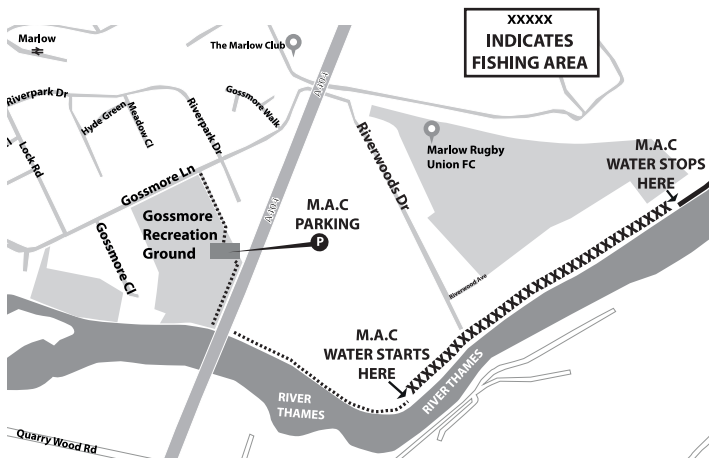 Marlow
The Marlow Club
A404
XXXXX
INDICATES
FISHING AREA
Riverpark Dr
Hyde Green
Meadow Cl
Riverpark Dr
Gossmore Walk
Lock Rd
Gossmore Ln
Riverwoods Dr
Marlow Rugby
Union FC
M.A.C
WATER STOPS
HERE
M.A.C
PARKING
P
A404
Gossmore
Recreation
Ground
Gossmore Cl
Riverwood Ave
XXXXXXXXXXXXXXXXXXXXXXXXXXXXXXXXXXXXXXXX
M.A.C
WATER STARTS
HERE
RIVER THAMES
RIVER
THAMES
Quarry Wood Rd